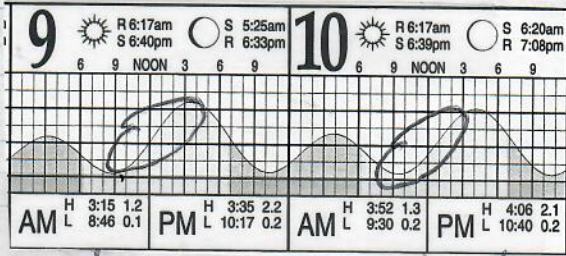 9 R 6:17am S 5:25am
S 6:40pm R 6:33pm
6 9 NOON 3 6 9
AM H 3:15 1.2
L 8:46 0.1
PM H 3:35 2.2
L 10:17 0.2
10 R 6:17am S 6:20am
S 6:39pm R 7:08pm
6 9 NOON 3 6 9
AM H 3:52 1.3
L 9:30 0.2
PM H 4:06 2.1
L 10:40 0.2